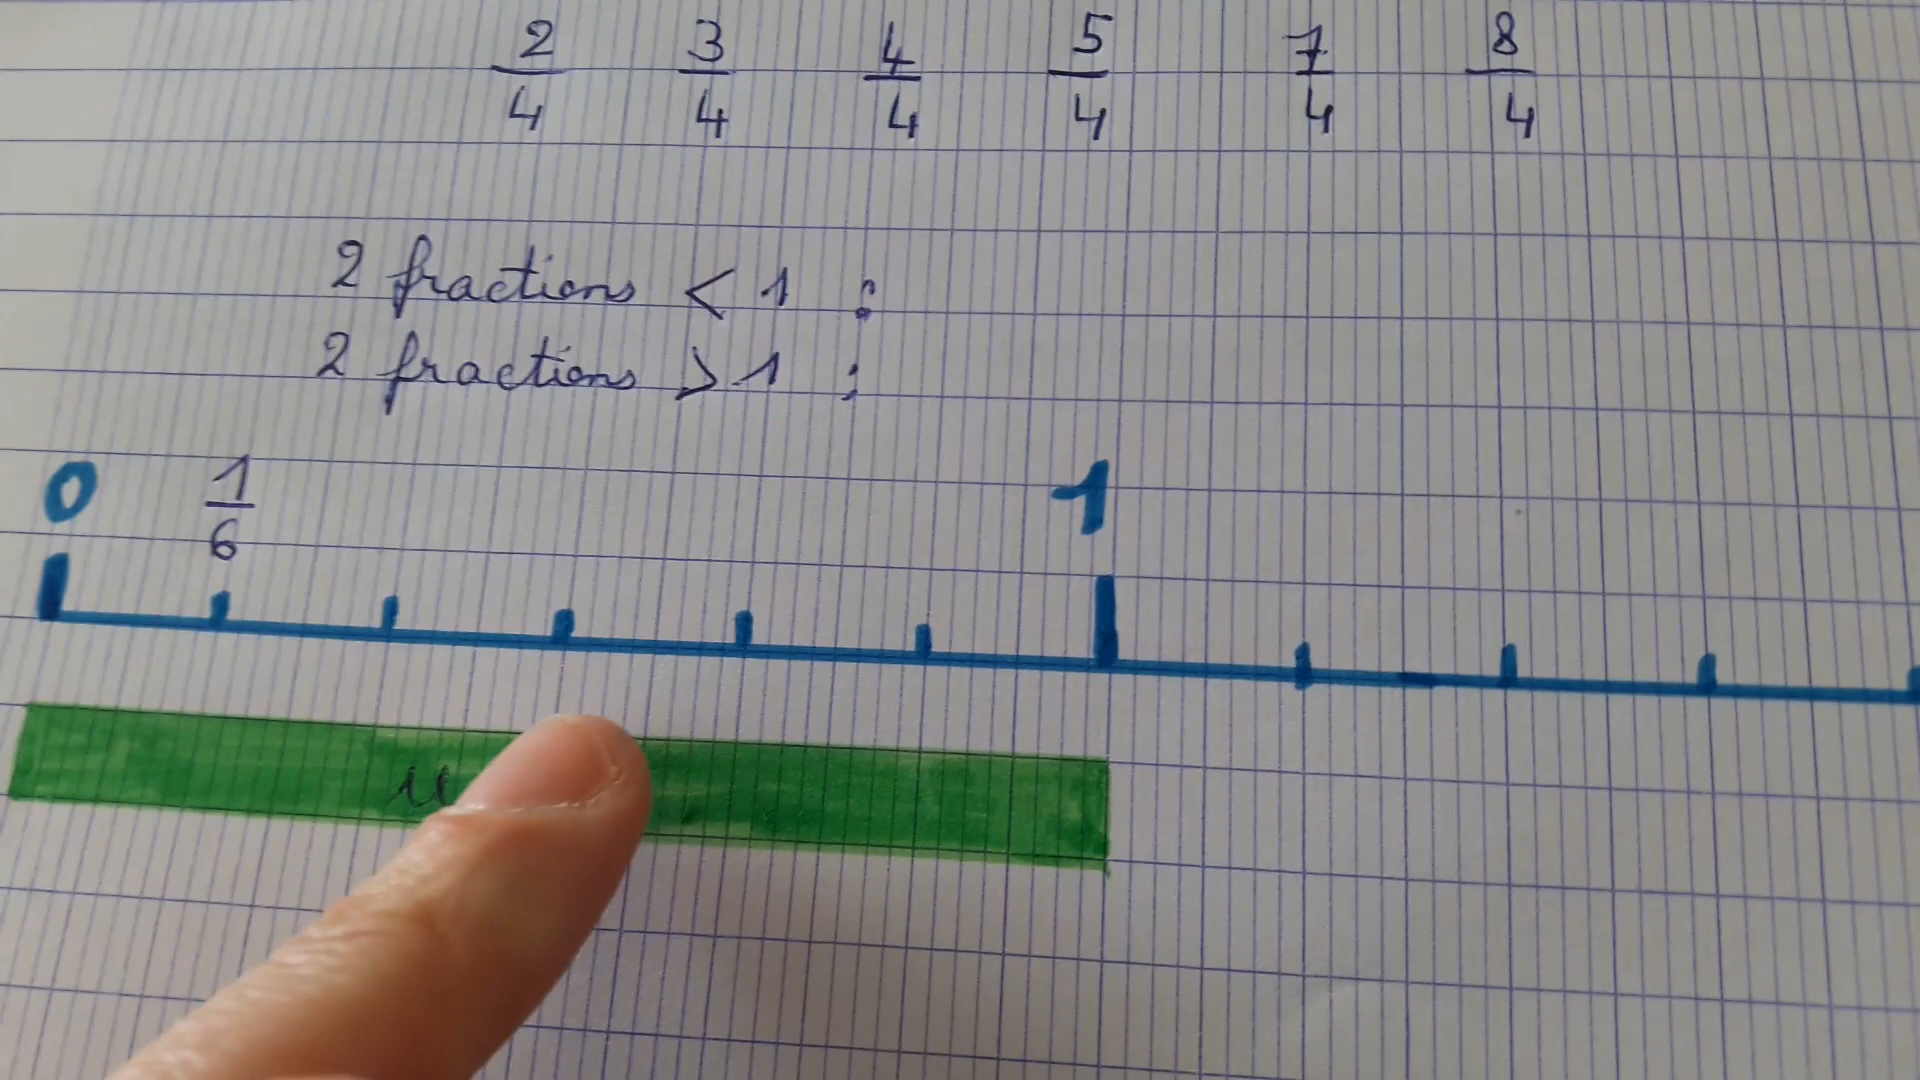 2/4 3/4 4/4 5/4 7/4 8/4
2 fractions < 1 :
2 fractions > 1 :
0 1/6 1
u